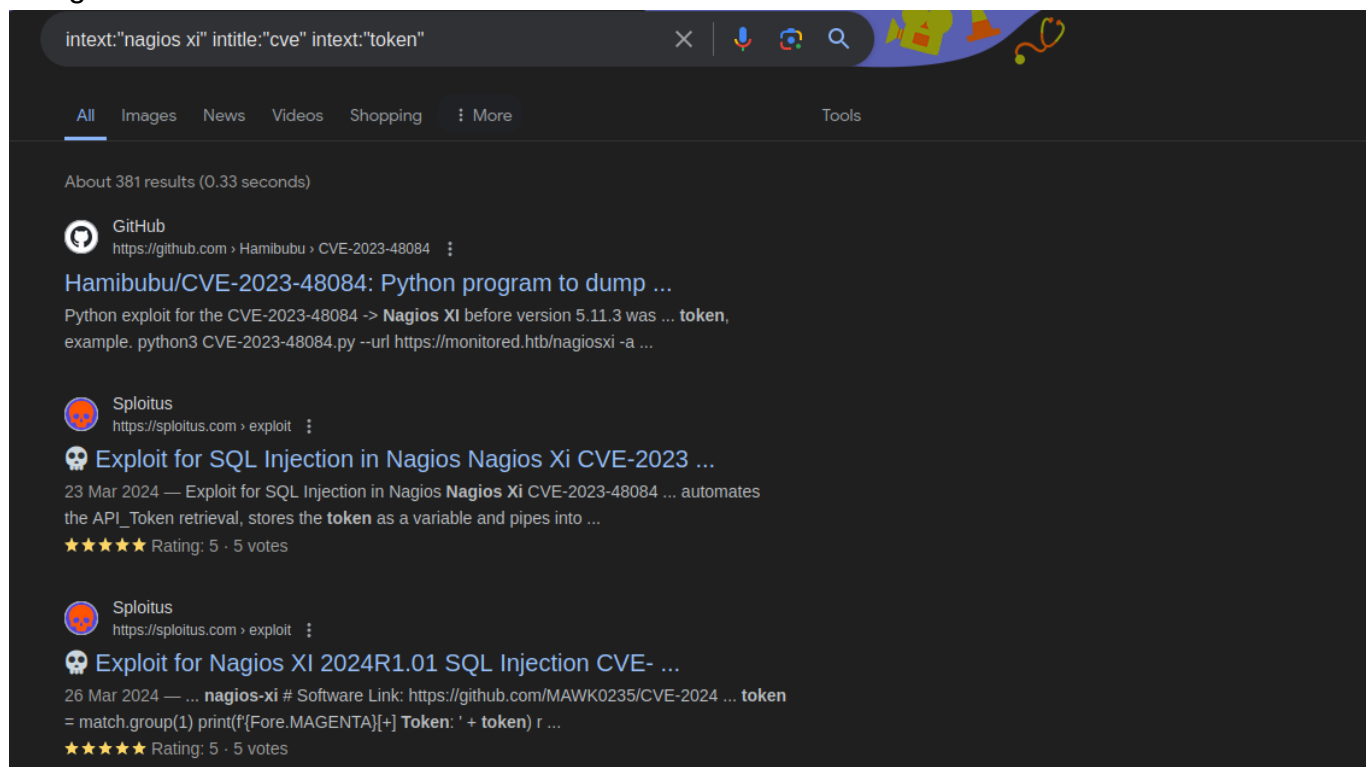 intext:"nagios xi" intitle:"cve" intext:"token"
All Images News Videos Shopping More Tools
About 381 results (0.33 seconds)
GitHub
https://github.com › Hamibubu › CVE-2023-48084
Hamibubu/CVE-2023-48084: Python program to dump ...
Python exploit for the CVE-2023-48084 -> Nagios XI before version 5.11.3 was ... token,
example. python3 CVE-2023-48084.py --url https://monitored.htb/nagiosxi -a ...
Sploitus
https://sploitus.com › exploit
Exploit for SQL Injection in Nagios Nagios Xi CVE-2023 ...
23 Mar 2024 — Exploit for SQL Injection in Nagios Nagios Xi CVE-2023-48084 ... automates
the API_Token retrieval, stores the token as a variable and pipes into ...
Rating: 5 · 5 votes
Sploitus
https://sploitus.com › exploit
Exploit for Nagios XI 2024R1.01 SQL Injection CVE- ...
26 Mar 2024 — ... nagios-xi # Software Link: https://github.com/MAWK0235/CVE-2024 ... token
= match.group(1) print(f'{Fore.MAGENTA}[+] Token: ' + token) r ...
Rating: 5 · 5 votes